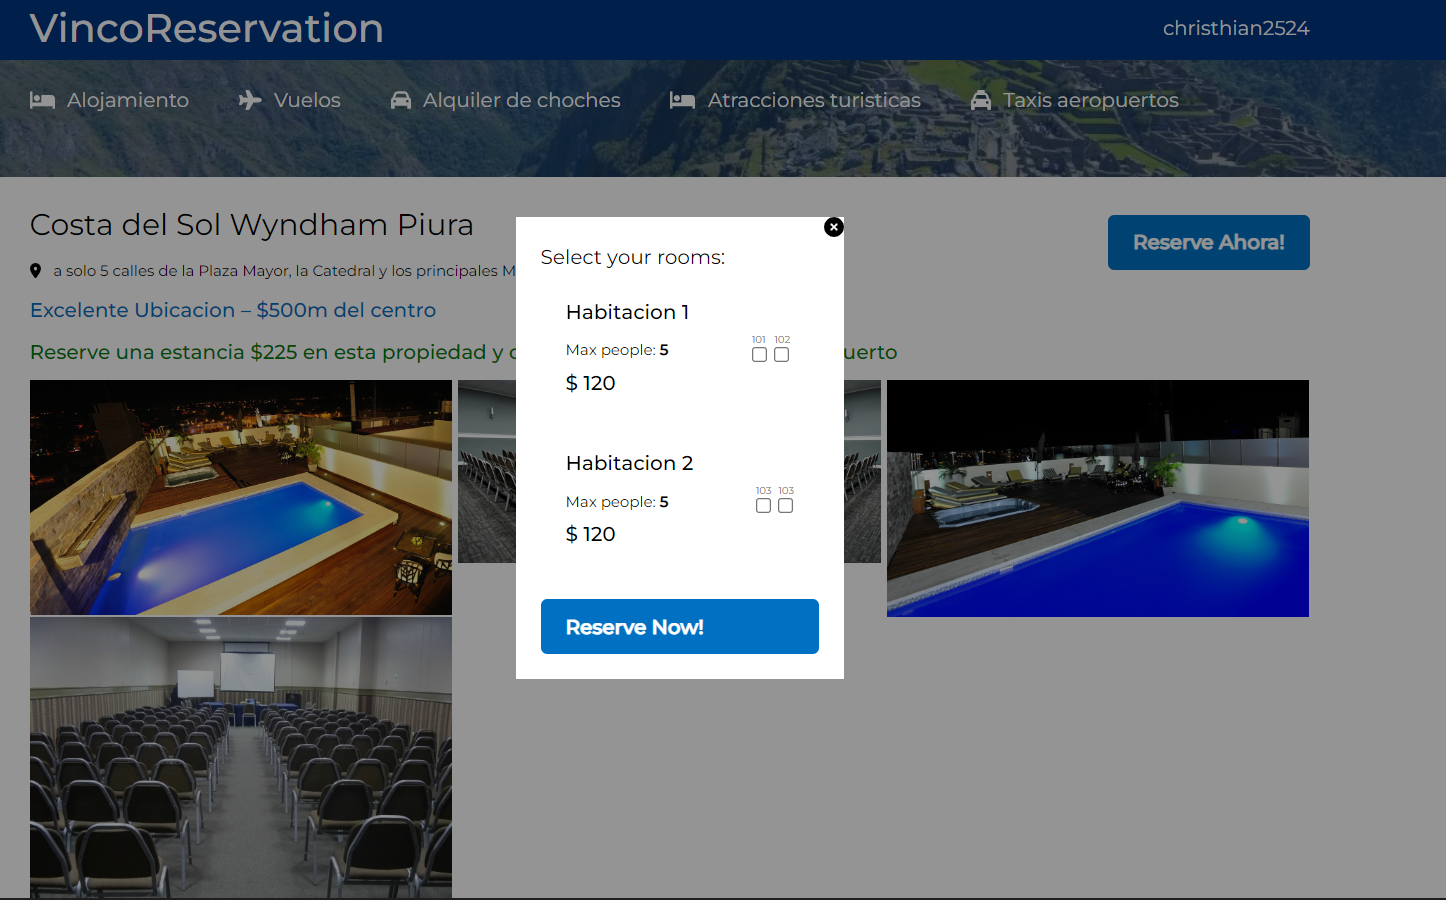 VincoReservation
christhian2524
Alojamiento Vuelos Alquiler de choches Atracciones turisticas Taxis aeropuertos
Costa del Sol Wyndham Piura
Reserve Ahora!
a solo 5 calles de la Plaza Mayor, la Catedral y los principales M
Excelente Ubicacion – $500m del centro
Reserve una estancia $225 en esta propiedad y
Select your rooms:
Habitacion 1
Max people: 5
101 102
$ 120
Habitacion 2
Max people: 5
103 103
$ 120
Reserve Now!